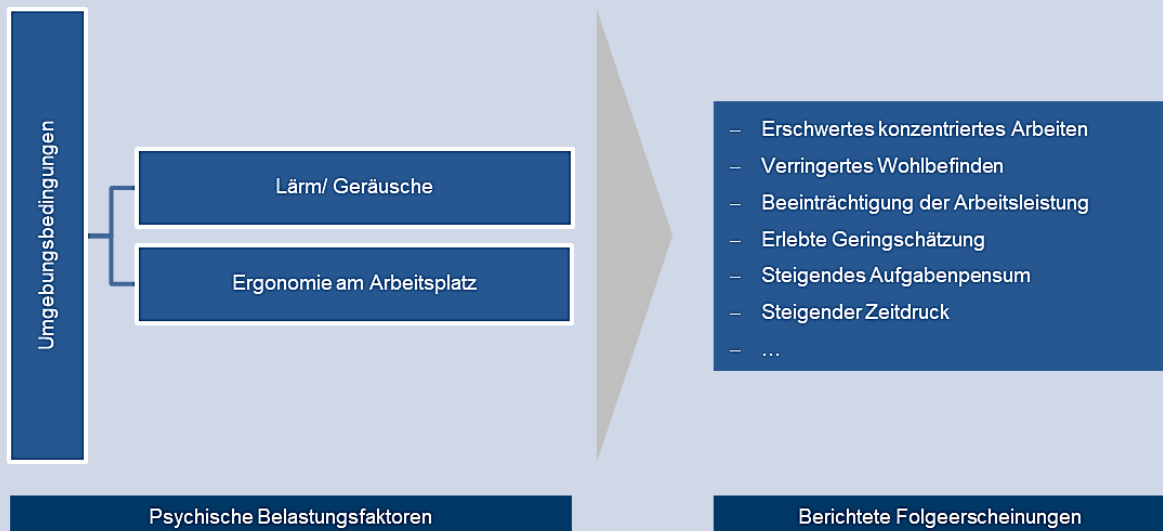 Umgebungsbedingungen
Lärm/ Geräusche
Ergonomie am Arbeitsplatz
– Erschwertes konzentriertes Arbeiten
– Verringertes Wohlbefinden
– Beeinträchtigung der Arbeitsleistung
– Erlebte Geringschätzung
– Steigendes Aufgabenpensum
– Steigender Zeitdruck
– …
Psychische Belastungsfaktoren
Berichtete Folgeerscheinungen